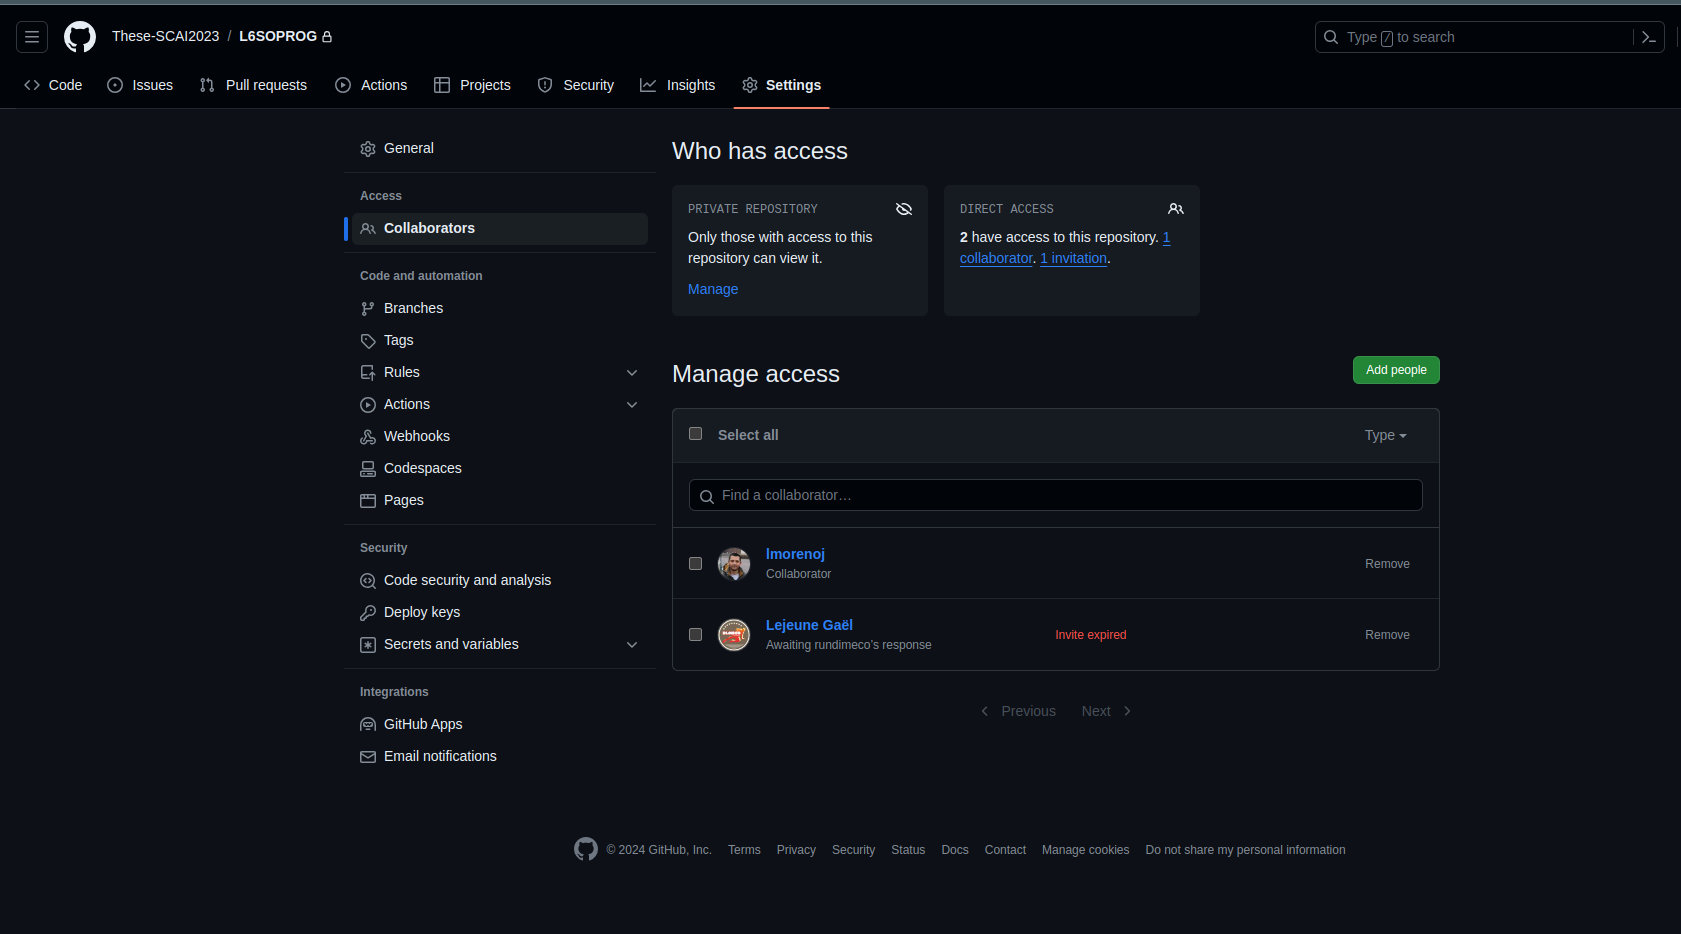 These-SCAI2023 / L6SOPROG
Type / to search
Code
Issues
Pull requests
Actions
Projects
Security
Insights
Settings
General
Access
Collaborators
Code and automation
Branches
Tags
Rules
Actions
Webhooks
Codespaces
Pages
Security
Code security and analysis
Deploy keys
Secrets and variables
Integrations
GitHub Apps
Email notifications
Who has access
PRIVATE REPOSITORY
Only those with access to this
repository can view it.
Manage
DIRECT ACCESS
2 have access to this repository. 1
collaborator. 1 invitation.
Manage access
Add people
Select all
Type
Find a collaborator…
lmorenoj
Collaborator
Remove
Lejeune Gaël
Awaiting rundimeco’s response
Invite expired
Remove
Previous
Next
© 2024 GitHub, Inc.
Terms
Privacy
Security
Status
Docs
Contact
Manage cookies
Do not share my personal information